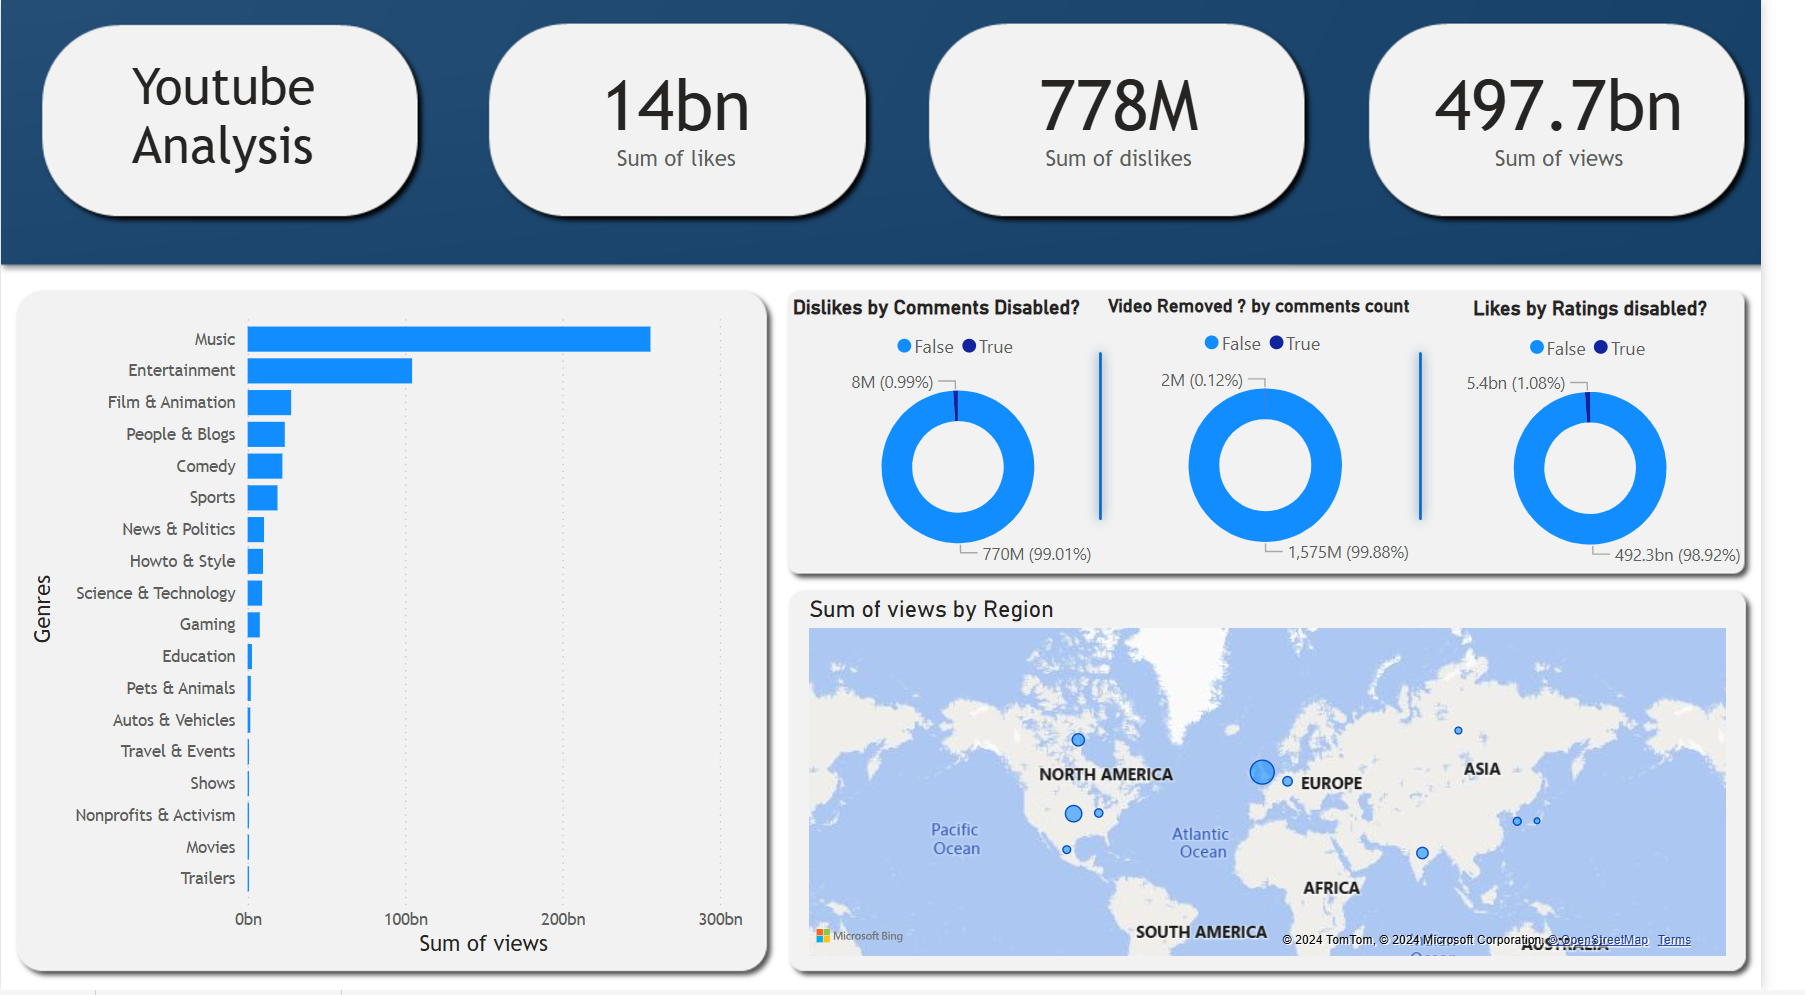 Youtube
Analysis
14bn
Sum of likes
778M
Sum of dislikes
497.7bn
Sum of views
Genres
Music
Entertainment
Film & Animation
People & Blogs
Comedy
Sports
News & Politics
Howto & Style
Science & Technology
Gaming
Education
Pets & Animals
Autos & Vehicles
Travel & Events
Shows
Nonprofits & Activism
Movies
Trailers
0bn 100bn 200bn 300bn
Sum of views
Dislikes by Comments Disabled?
False True
8M (0.99%)
770M (99.01%)
Video Removed ? by comments count
False True
2M (0.12%)
1,575M (99.88%)
Likes by Ratings disabled?
False True
5.4bn (1.08%)
492.3bn (98.92%)
Sum of views by Region
NORTH AMERICA
EUROPE
ASIA
Pacific
Ocean
Atlantic
Ocean
AFRICA
SOUTH AMERICA
AUSTRALIA
Microsoft Bing
© 2024 TomTom, © 2024 Microsoft Corporation, © OpenStreetMap Terms